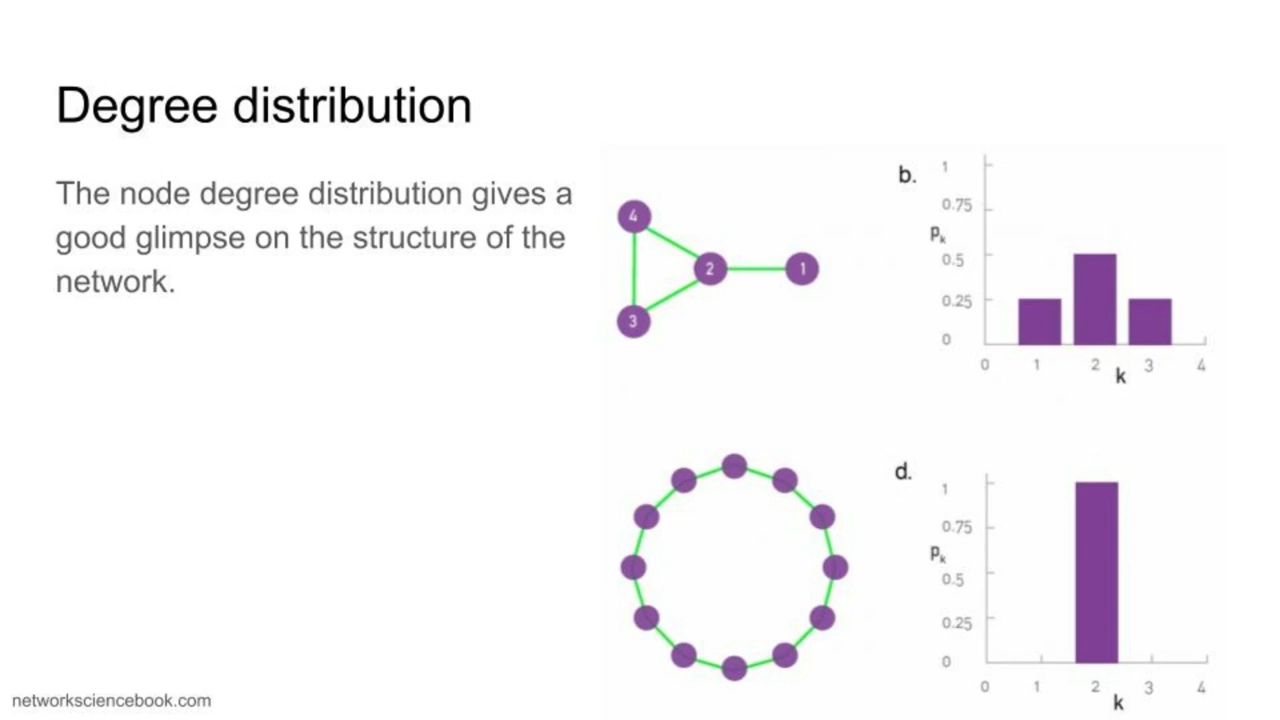 Degree distribution
The node degree distribution gives a
good glimpse on the structure of the
network.
4
2
1
3
b.
1
0.75
pk
0.5
0.25
0
0 1 2 3 4
k
d.
1
0.75
pk
0.5
0.25
0
0 1 2 3 4
k
networksciencebook.com